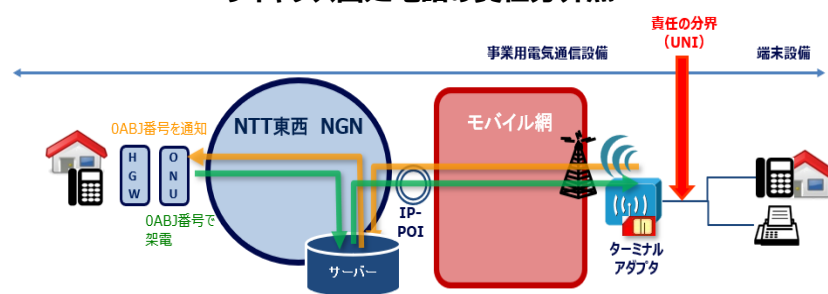 責任の分界
（UNI）
事業用電気通信設備
端末設備
0ABJ番号を通知
NTT東西 NGN
モバイル網
H
G
W
O
N
U
0ABJ番号で
架電
IP-
POI
サーバー
ターミナル
アダプタ